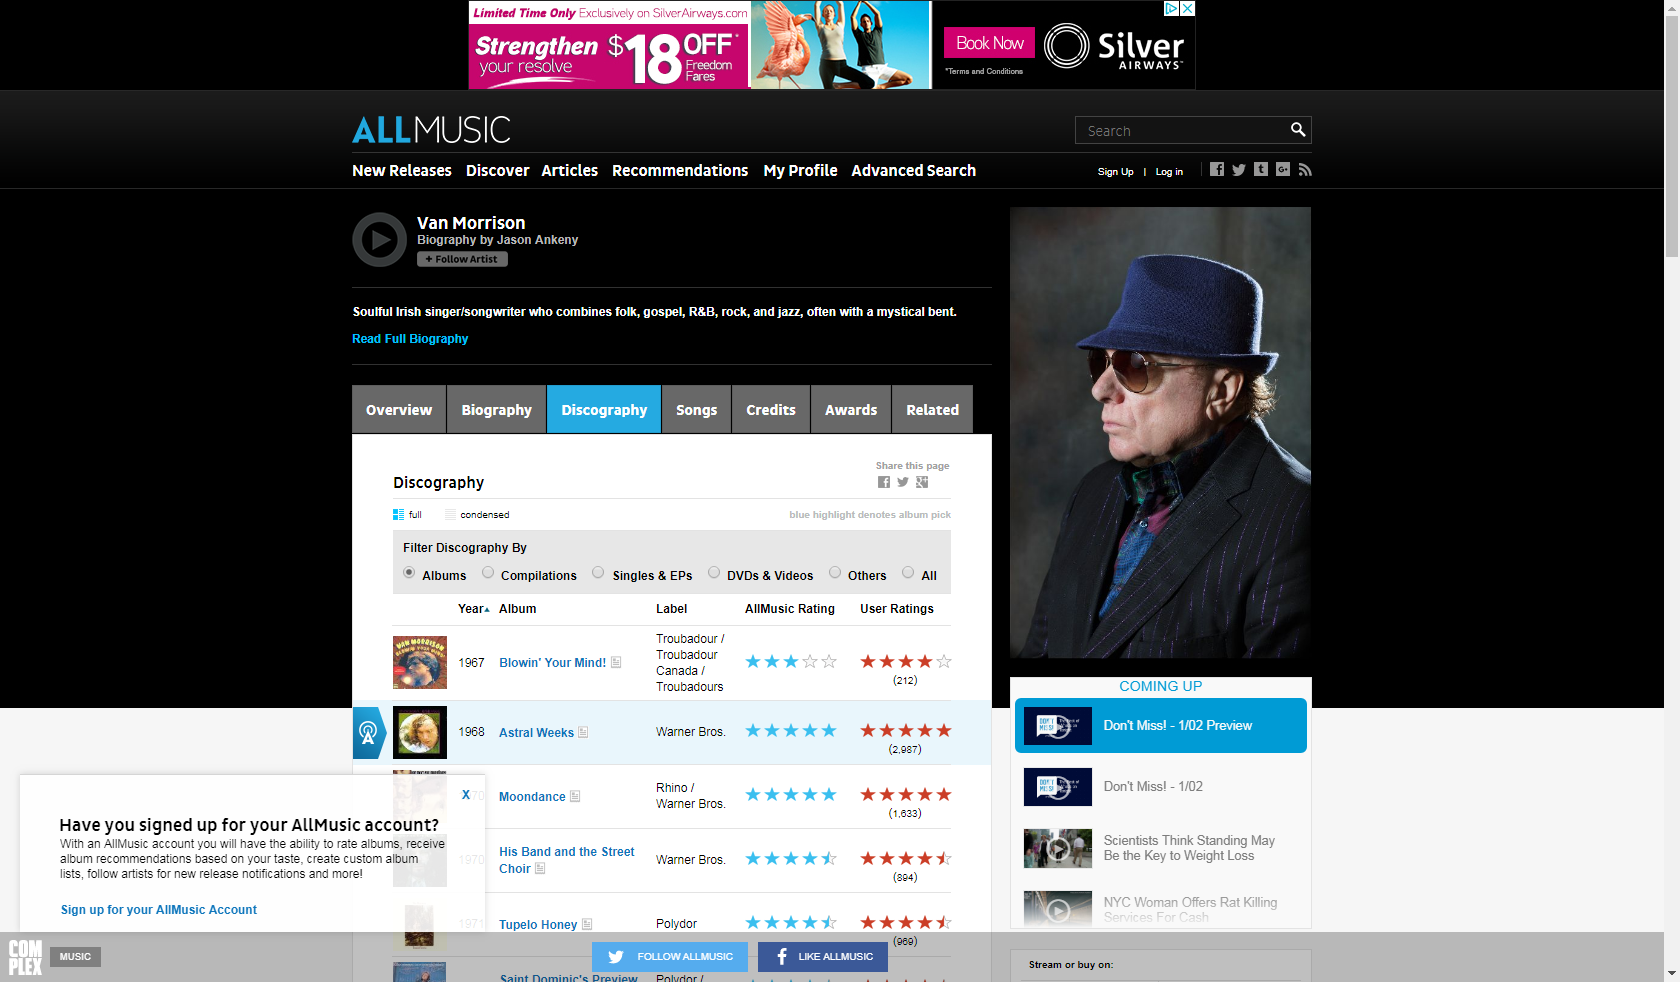 Limited Time Only Exclusively on SilverAirways.com
Strengthen
your resolve
$18 OFF*
Freedom
Fares
Book Now
*Terms and Conditions
Silver
AIRWAYS
ALLMUSIC
Search
New Releases Discover Articles Recommendations My Profile Advanced Search
Sign Up | Log in
Van Morrison
Biography by Jason Ankeny
+ Follow Artist
Soulful Irish singer/songwriter who combines folk, gospel, R&B, rock, and jazz, often with a mystical bent.
Read Full Biography
Overview Biography Discography Songs Credits Awards Related
Share this page
Discography
full condensed
blue highlight denotes album pick
Filter Discography By
Albums Compilations Singles & EPs DVDs & Videos Others All
Year Album Label AllMusic Rating User Ratings
VAN MORRISON
BLOWIN' YOUR MIND!
1967 Blowin' Your Mind!
Troubadour /
Troubadour
Canada /
Troubadours
(212)
1968 Astral Weeks Warner Bros.
(2,987)
1970 Moondance
Rhino /
Warner Bros.
(1,633)
1970 His Band and the Street
Choir
Warner Bros.
(894)
1971 Tupelo Honey Polydor
(969)
Saint Dominic's Preview Polydor /
X
Have you signed up for your AllMusic account?
With an AllMusic account you will have the ability to rate albums, receive
album recommendations based on your taste, create custom album
lists, follow artists for new release notifications and more!
Sign up for your AllMusic Account
COMING UP
DON'T
MISS!
Don't Miss! - 1/02 Preview
DON'T
MISS!
Don't Miss! - 1/02
Scientists Think Standing May
Be the Key to Weight Loss
NYC Woman Offers Rat Killing
Services For Cash
Stream or buy on:
COM
PLEX
MUSIC
FOLLOW ALLMUSIC
LIKE ALLMUSIC